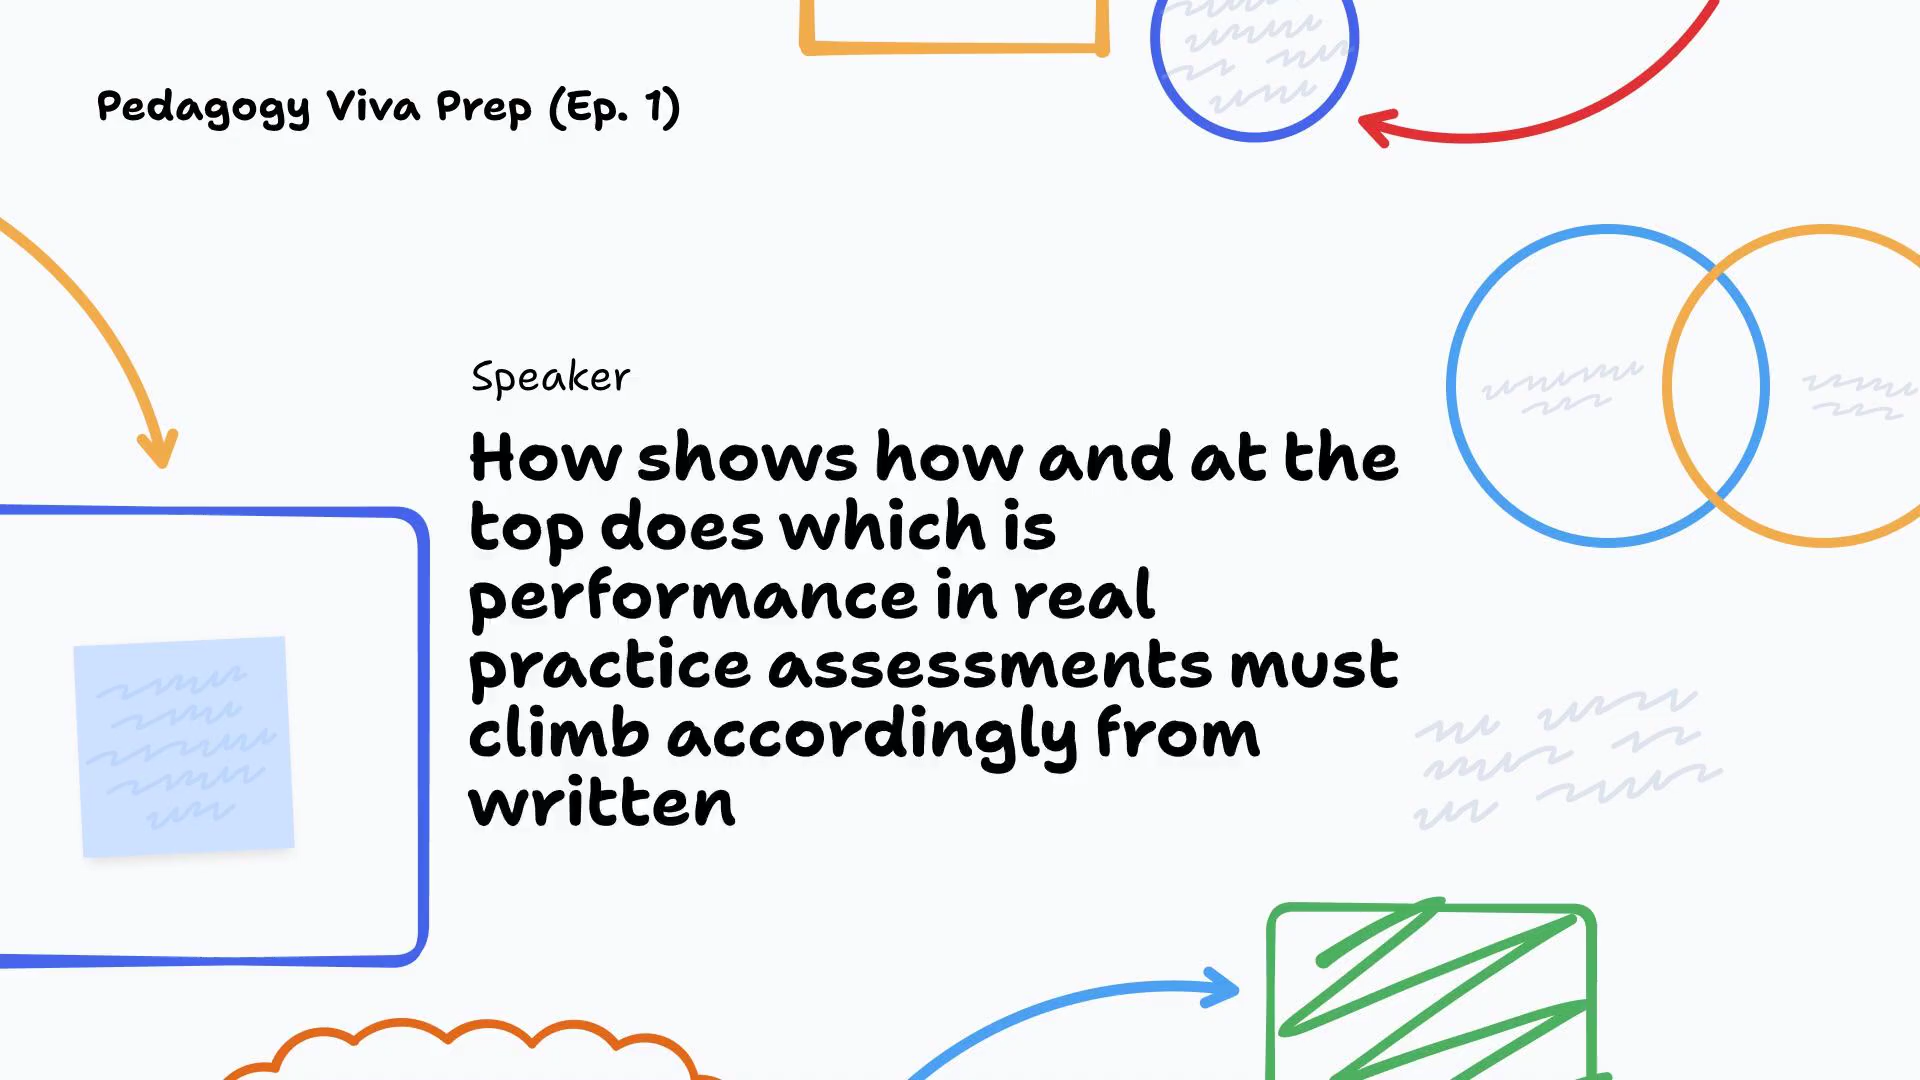 Pedagogy Viva Prep (Ep. 1)
Speaker
How shows how and at the
top does which is
performance in real
practice assessments must
climb accordingly from
written